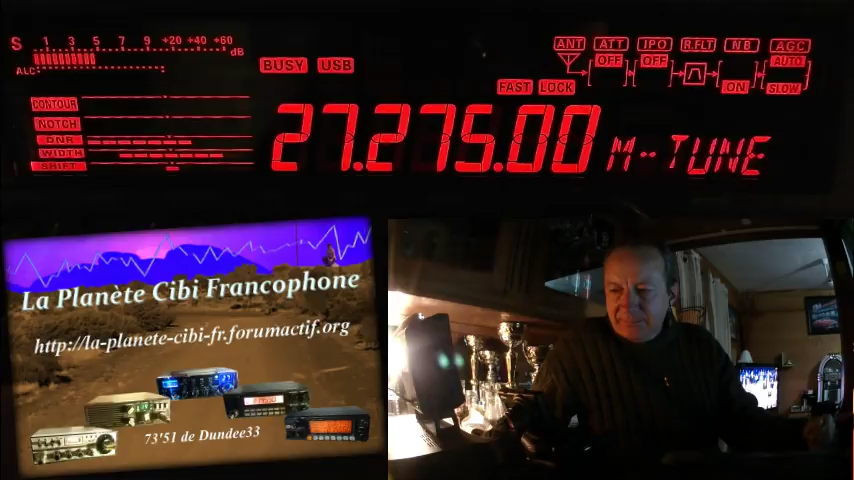 S 1 3 5 7 9 +20 +40 +60 dB
ALC
BUSY USB
ANT ATT IPO R.FLT NB AGC
OFF OFF AUTO
ON SLOW
FAST LOCK
CONTOUR
NOTCH
DNR
WIDTH
SHIFT
27.275.00 M-TUNE
La Planète Cibi Francophone
http://la-planete-cibi-fr.forumactif.org
73'51 de Dundee33